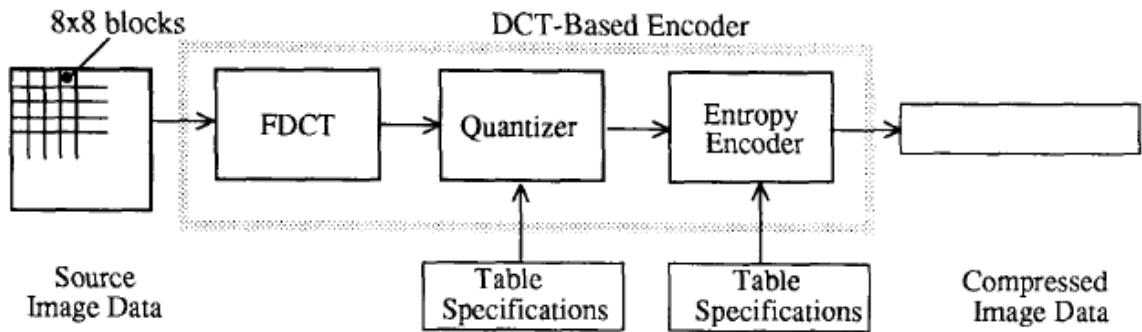 8x8 blocks
DCT-Based Encoder
FDCT
Quantizer
Entropy
Encoder
Source
Image Data
Table
Specifications
Table
Specifications
Compressed
Image Data